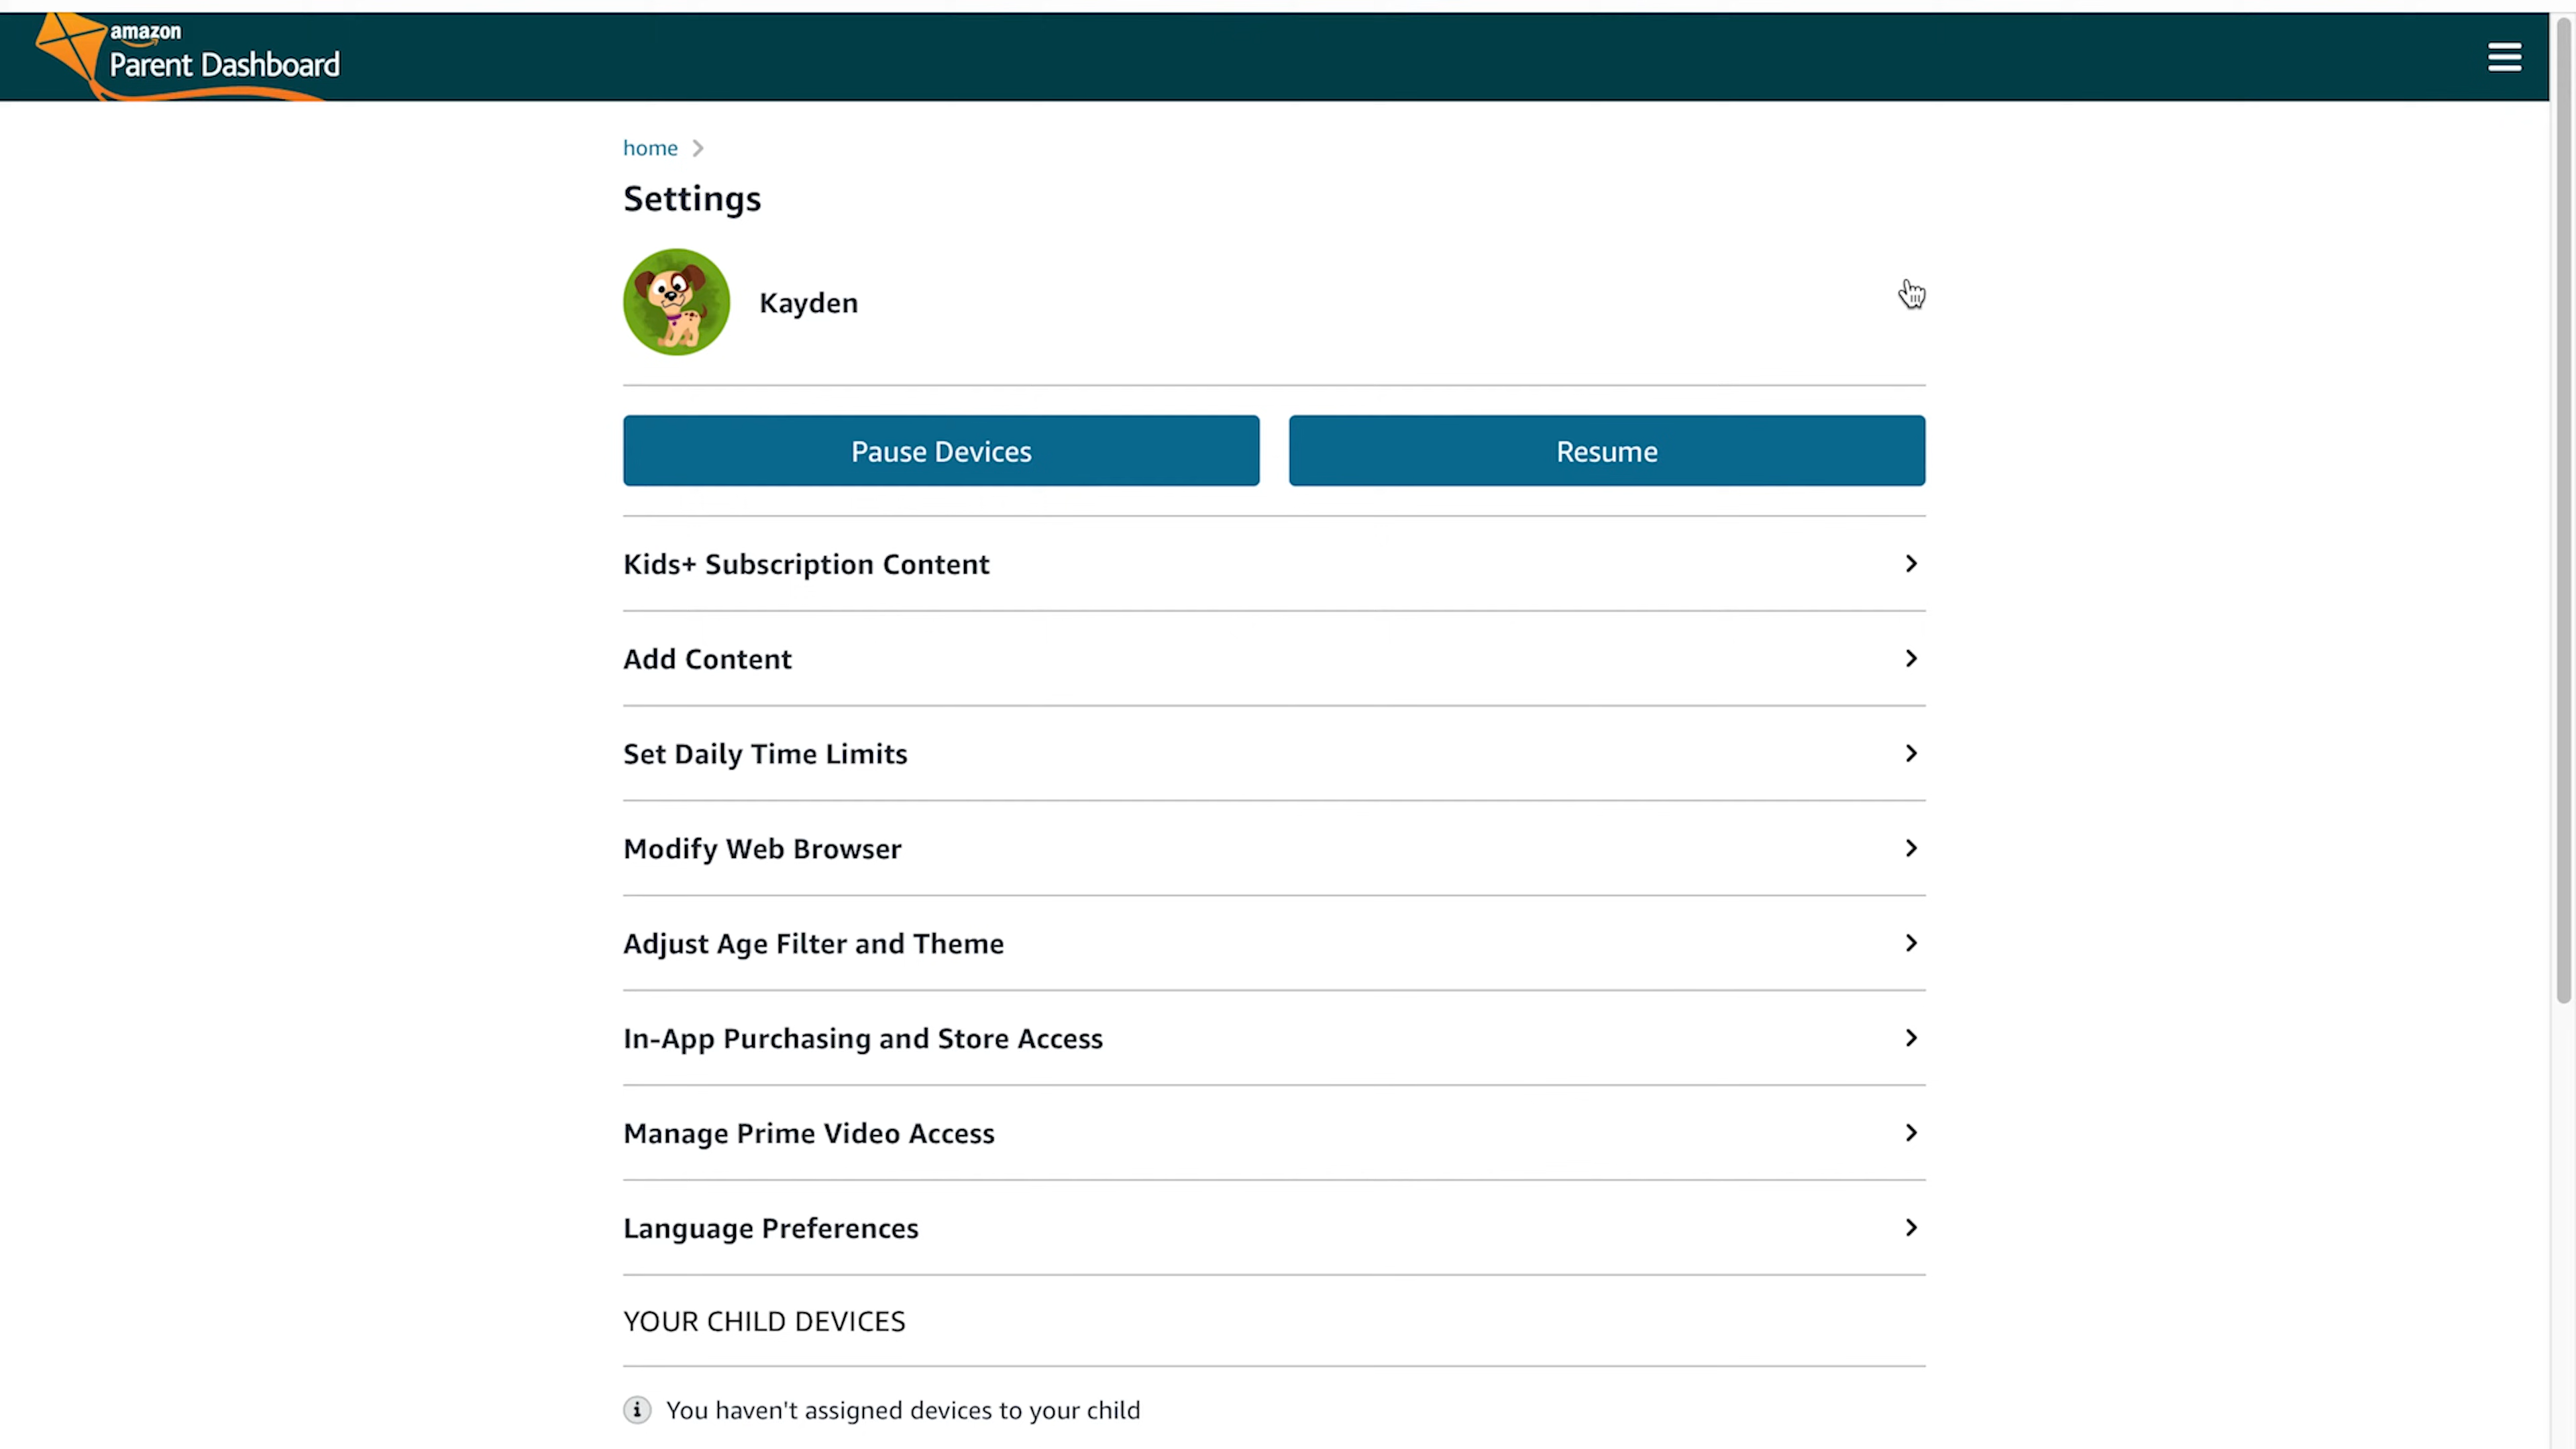 amazon
Parent Dashboard
home
Settings
Kayden
Pause Devices
Resume
Kids+ Subscription Content
Add Content
Set Daily Time Limits
Modify Web Browser
Adjust Age Filter and Theme
In-App Purchasing and Store Access
Manage Prime Video Access
Language Preferences
YOUR CHILD DEVICES
You haven't assigned devices to your child